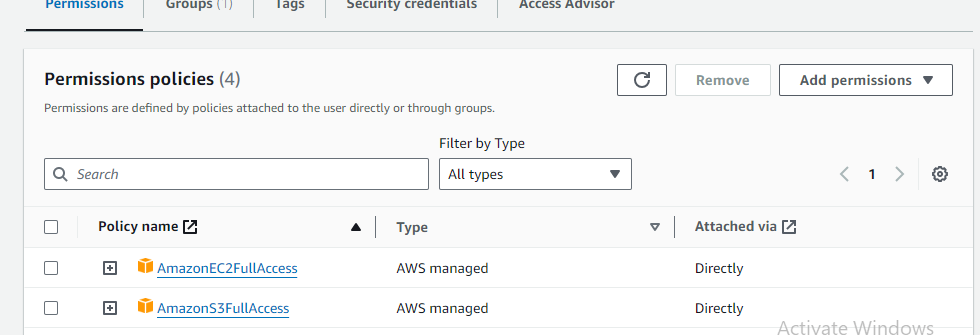 Permissions Groups (1) Tags Security credentials Access Advisor
Permissions policies (4) Remove Add permissions
Permissions are defined by policies attached to the user directly or through groups.
Filter by Type
Search All types 1
Policy name Type Attached via
AmazonEC2FullAccess AWS managed Directly
AmazonS3FullAccess AWS managed Directly
Activate Windows